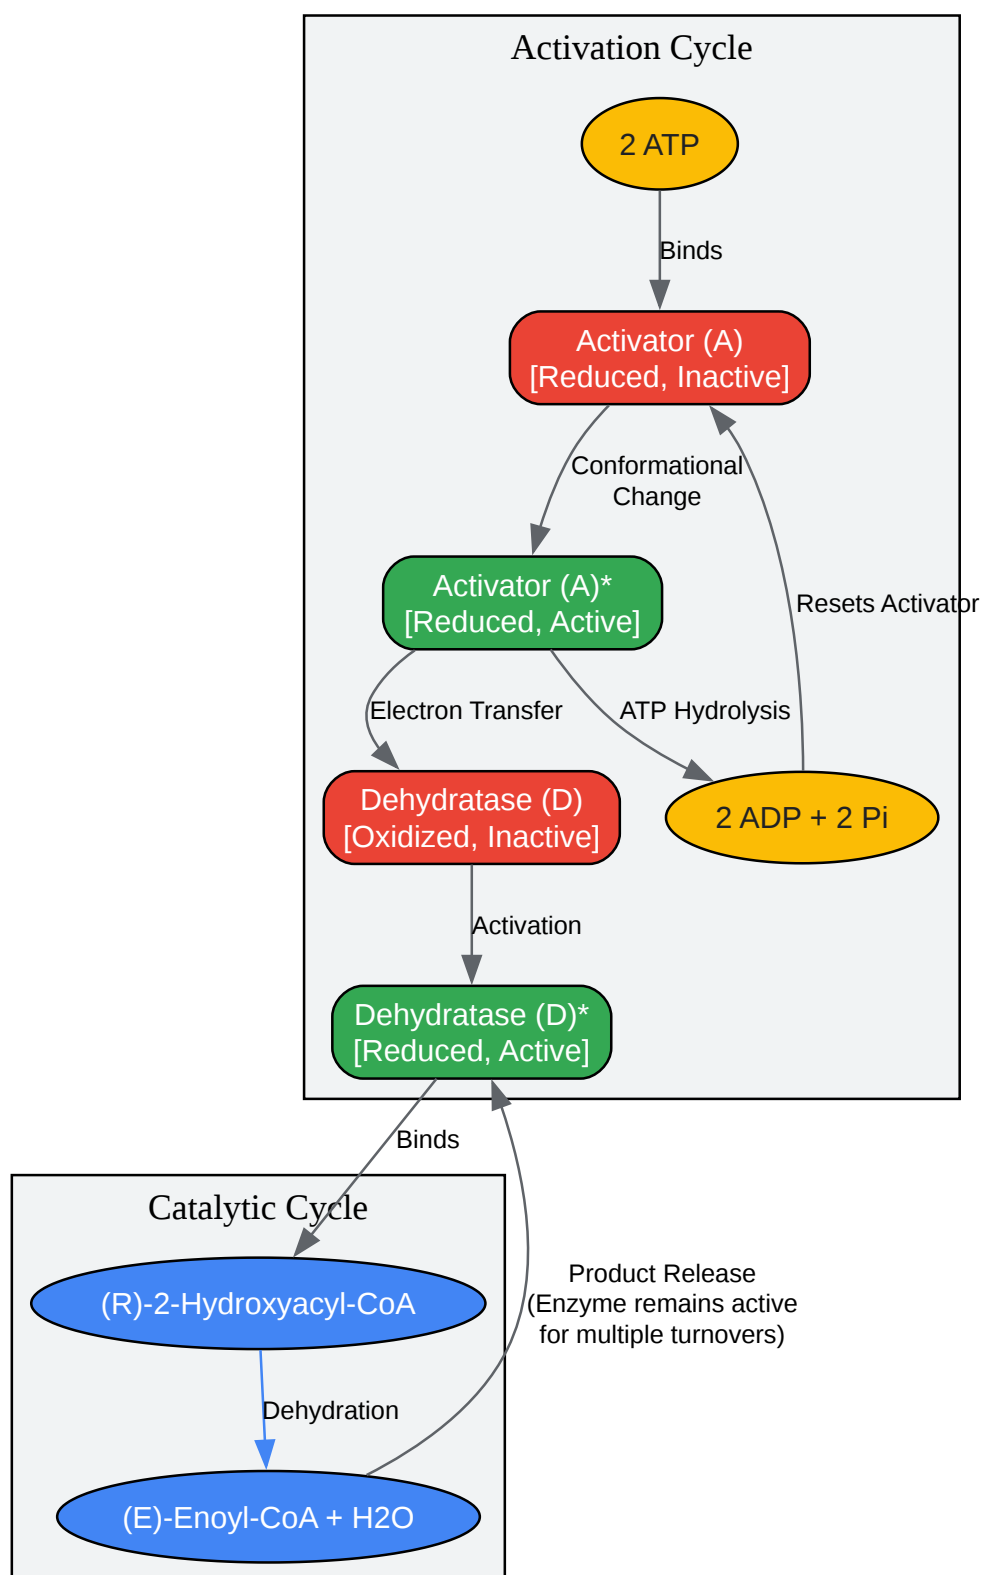 Activation Cycle
2 ATP
Binds
Activator (A)
[Reduced, Inactive]
Conformational
Change
Activator (A)*
[Reduced, Active]
Resets Activator
Electron Transfer
ATP Hydrolysis
Dehydratase (D)
[Oxidized, Inactive]
2 ADP + 2 Pi
Activation
Dehydratase (D)*
[Reduced, Active]
Binds
Catalytic Cycle
(R)-2-Hydroxyacyl-CoA
Product Release
(Enzyme remains active
for multiple turnovers)
Dehydration
(E)-Enoyl-CoA + H2O